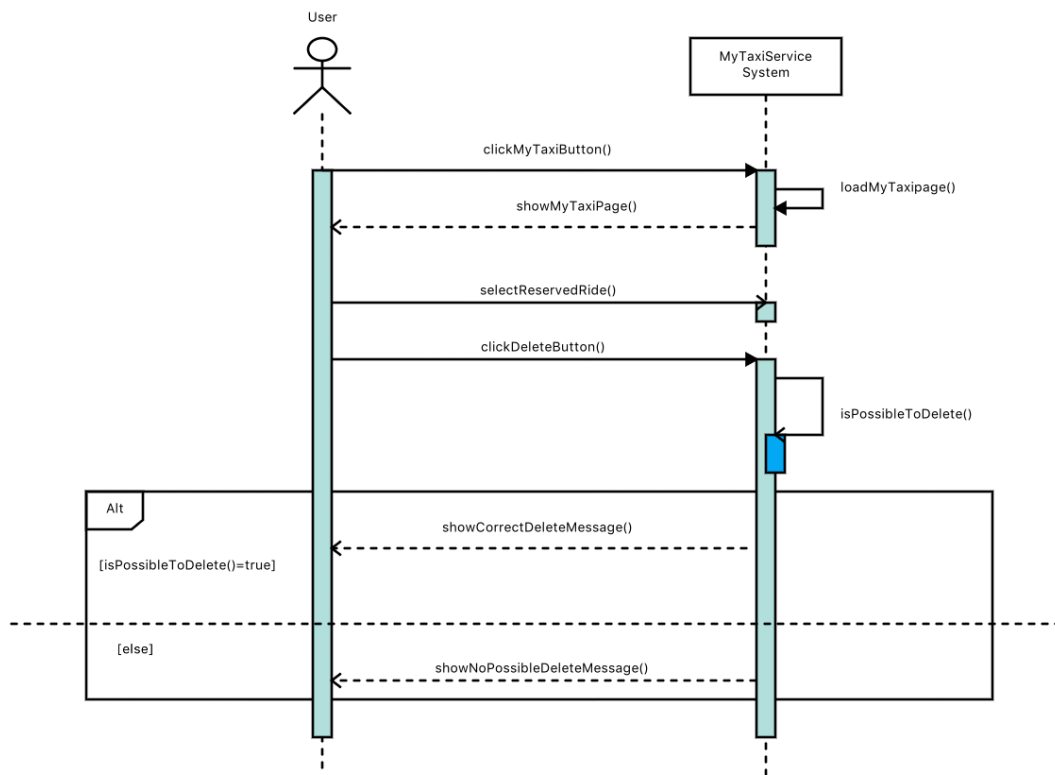 User
MyTaxiService
System
clickMyTaxiButton()
loadMyTaxipage()
showMyTaxiPage()
selectReservedRide()
clickDeleteButton()
isPossibleToDelete()
Alt
showCorrectDeleteMessage()
[isPossibleToDelete()=true]
[else]
showNoPossibleDeleteMessage()